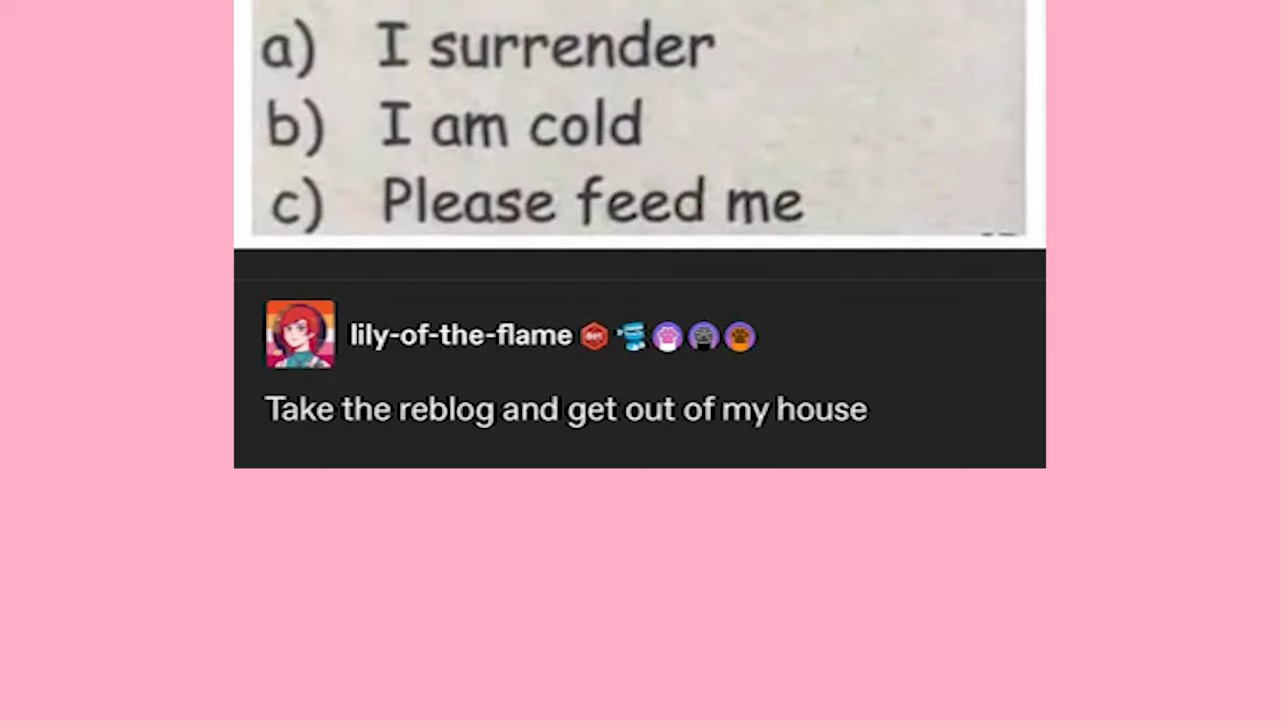 a) I surrender
b) I am cold
c) Please feed me
lily-of-the-flame
Take the reblog and get out of my house